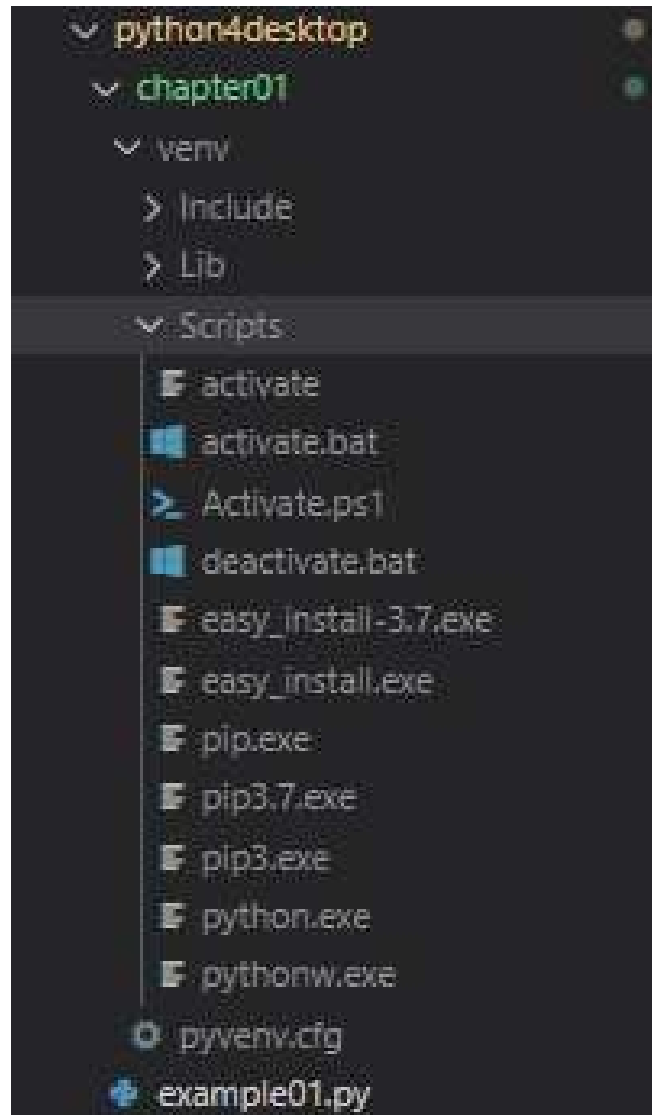 python4desktop
chapter01
venv
Include
Lib
Scripts
activate
activate.bat
Activate.ps1
deactivate.bat
easy_install-3.7.exe
easy_install.exe
pip.exe
pip3.7.exe
pip3.exe
python.exe
pythonw.exe
pyvenv.cfg
example01.py